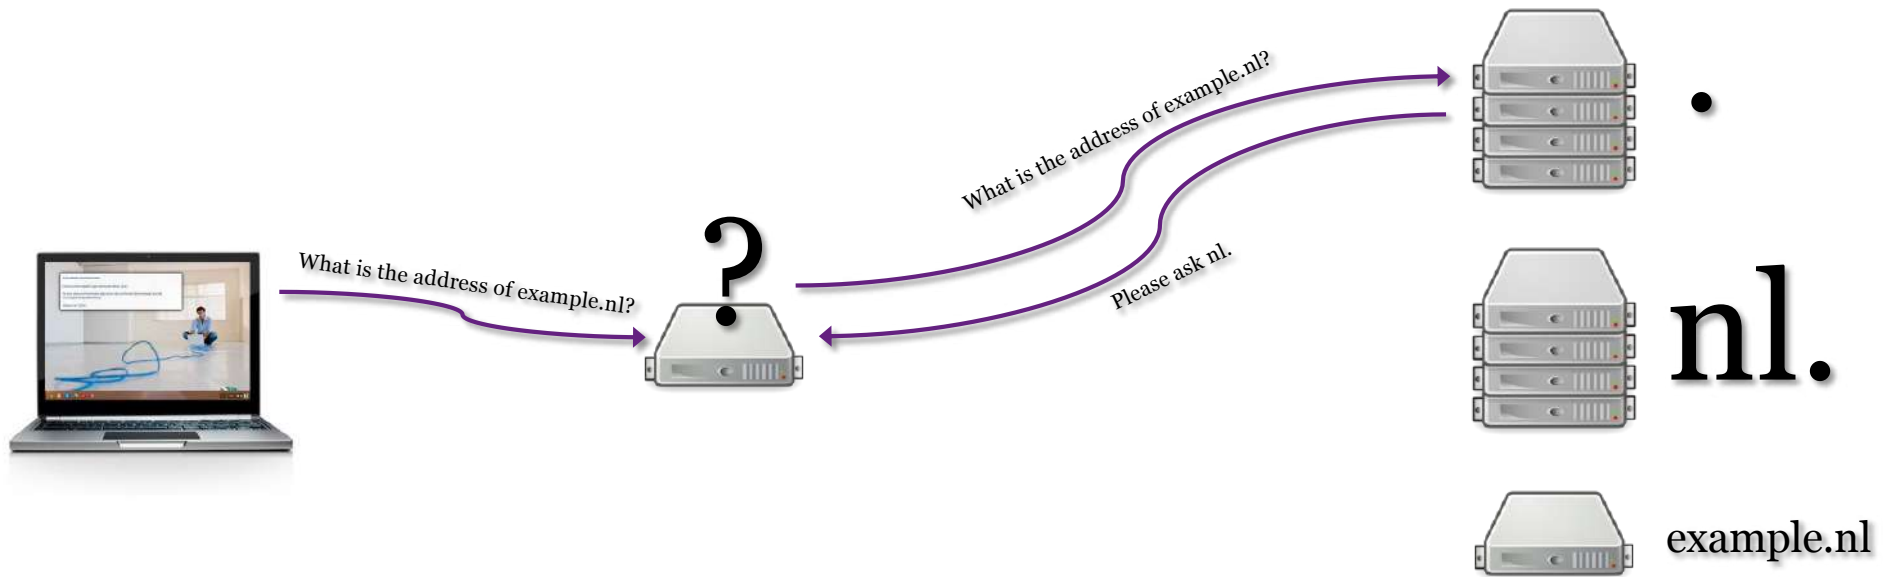 What is the address of example.nl?
?
What is the address of example.nl?
Please ask nl.
.
nl.
example.nl